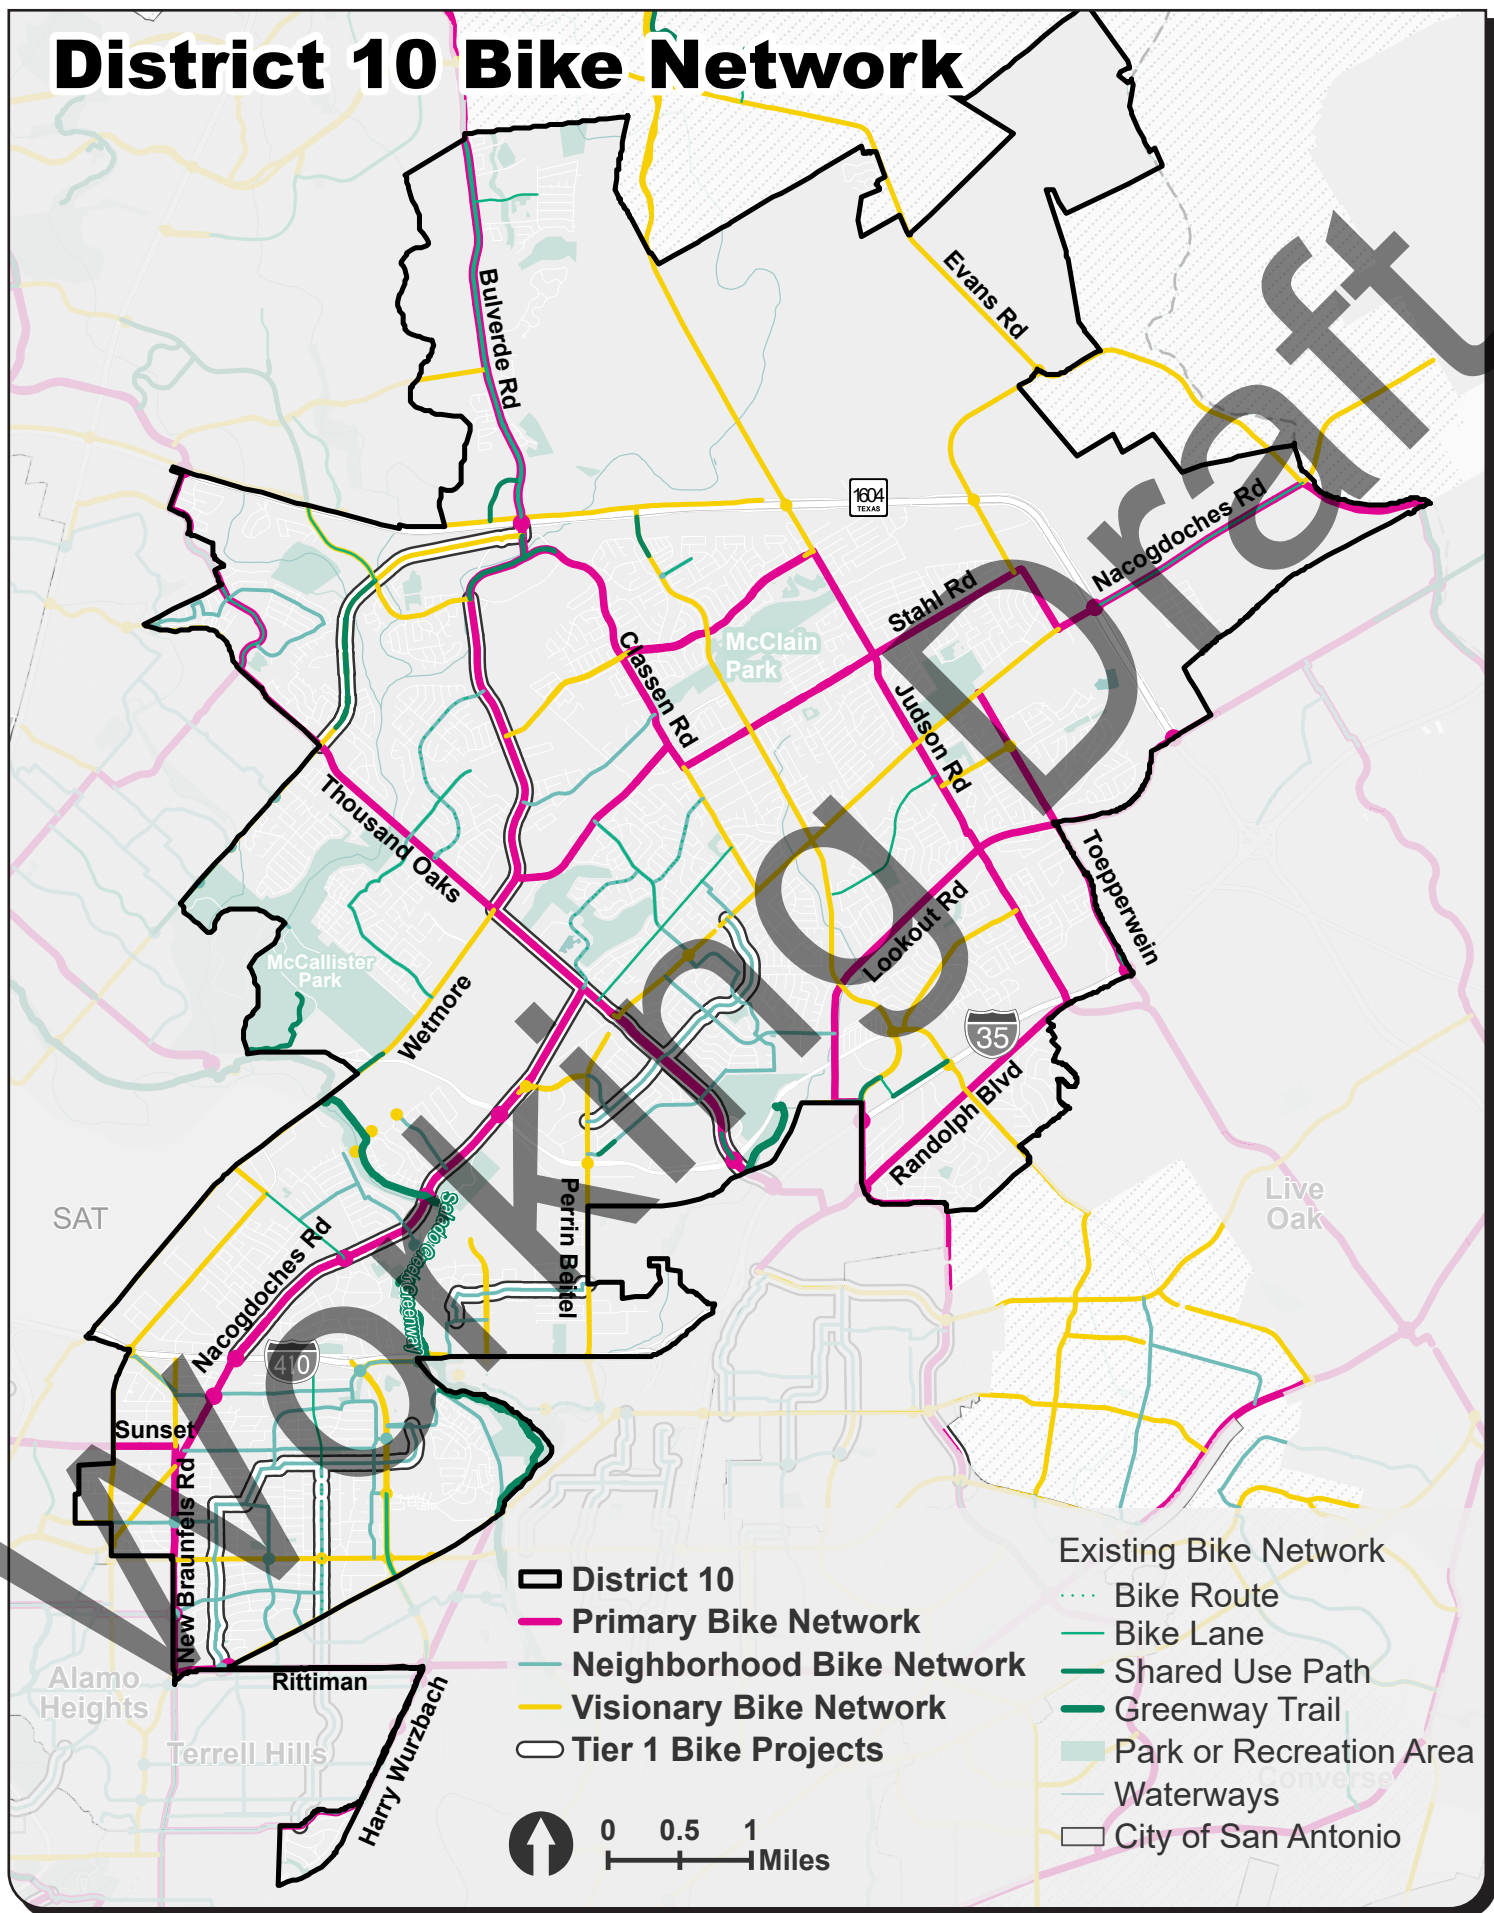 District 10 Bike Network
Bulverde Rd
Evans Rd
1604
TEXAS
Nacogdoches Rd
Stahl Rd
McClain
Park
Classen Rd
Judson Rd
Thousand Oaks
Toepperwein
Lookout Rd
McCallister
Park
Wetmore
35
Randolph Blvd
SAT
Salado Creek Greenway
Perrin Beitel
Live
Oak
Nacogdoches Rd
410
Sunset
New Braunfels Rd
Rittiman
Alamo
Heights
Terrell Hills
Harry Wurzbach
Converse
Working Draft
District 10
Primary Bike Network
Neighborhood Bike Network
Visionary Bike Network
Tier 1 Bike Projects
0 0.5 1
Miles
Existing Bike Network
Bike Route
Bike Lane
Shared Use Path
Greenway Trail
Park or Recreation Area
Waterways
City of San Antonio